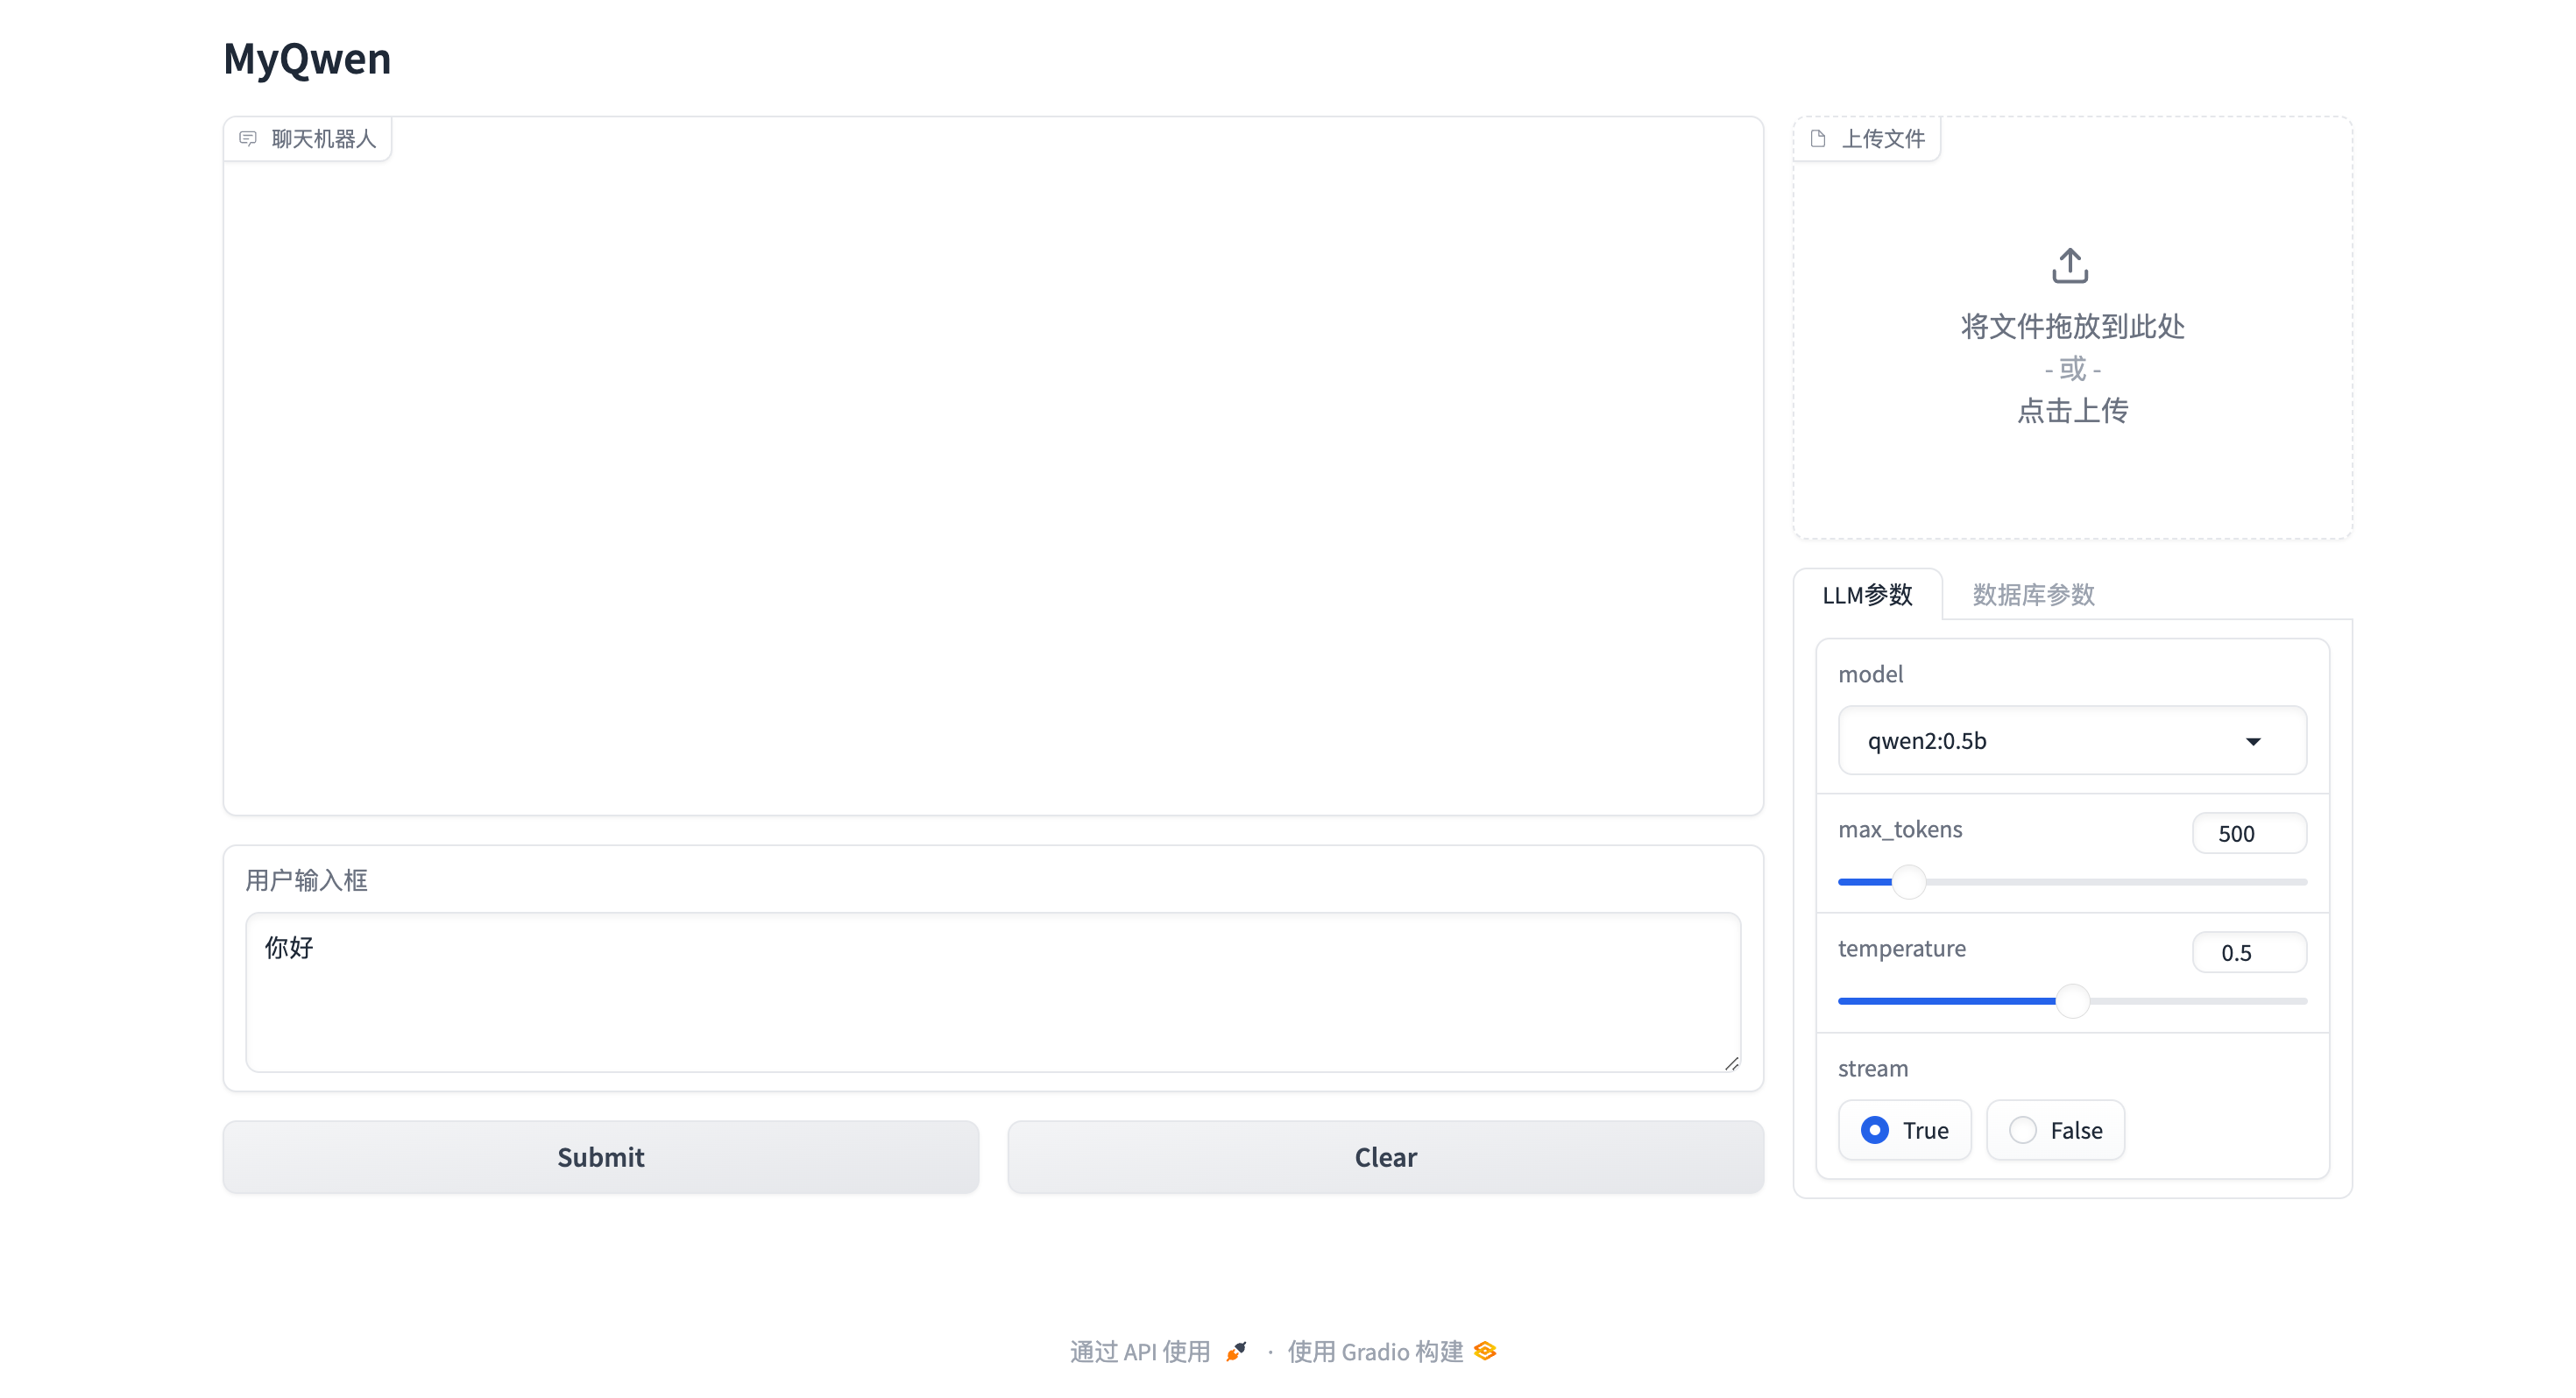 MyQwen
聊天机器人
用户输入框
你好
Submit
Clear
上传文件
将文件拖放到此处
- 或 -
点击上传
LLM参数 数据库参数
model
qwen2:0.5b
max_tokens 500
temperature 0.5
stream
True False
通过 API 使用 · 使用 Gradio 构建